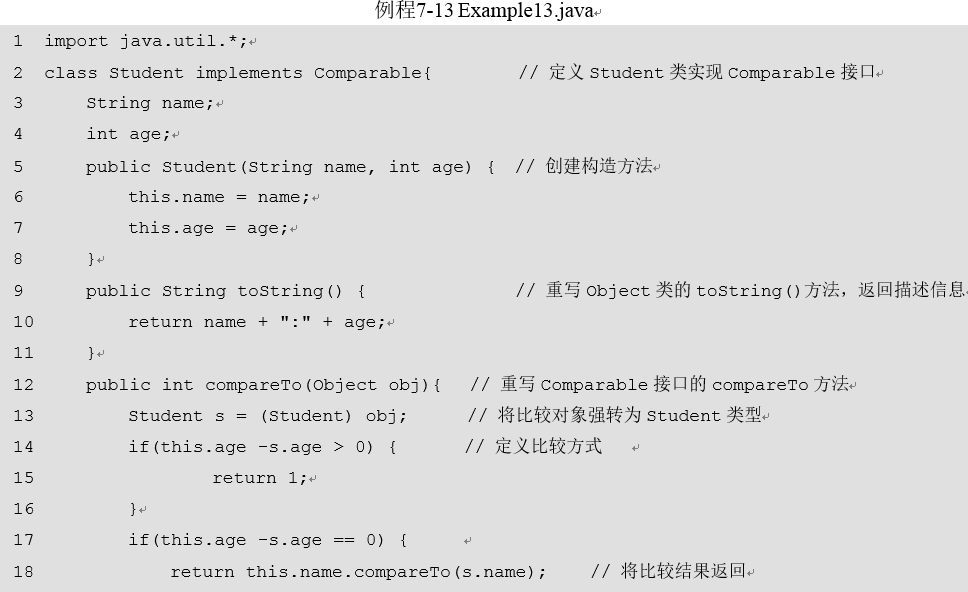 例程7-13 Example13.java
1 import java.util.*;
2 class Student implements Comparable{ // 定义 Student 类实现 Comparable 接口
3 String name;
4 int age;
5 public Student(String name, int age) { // 创建构造方法
6 this.name = name;
7 this.age = age;
8 }
9 public String toString() { // 重写 Object 类的 toString()方法，返回描述信息
10 return name + ":" + age;
11 }
12 public int compareTo(Object obj){ // 重写 Comparable 接口的 compareTo 方法
13 Student s = (Student) obj; // 将比较对象强转为 Student 类型
14 if(this.age -s.age > 0) { // 定义比较方式
15 return 1;
16 }
17 if(this.age -s.age == 0) {
18 return this.name.compareTo(s.name); // 将比较结果返回